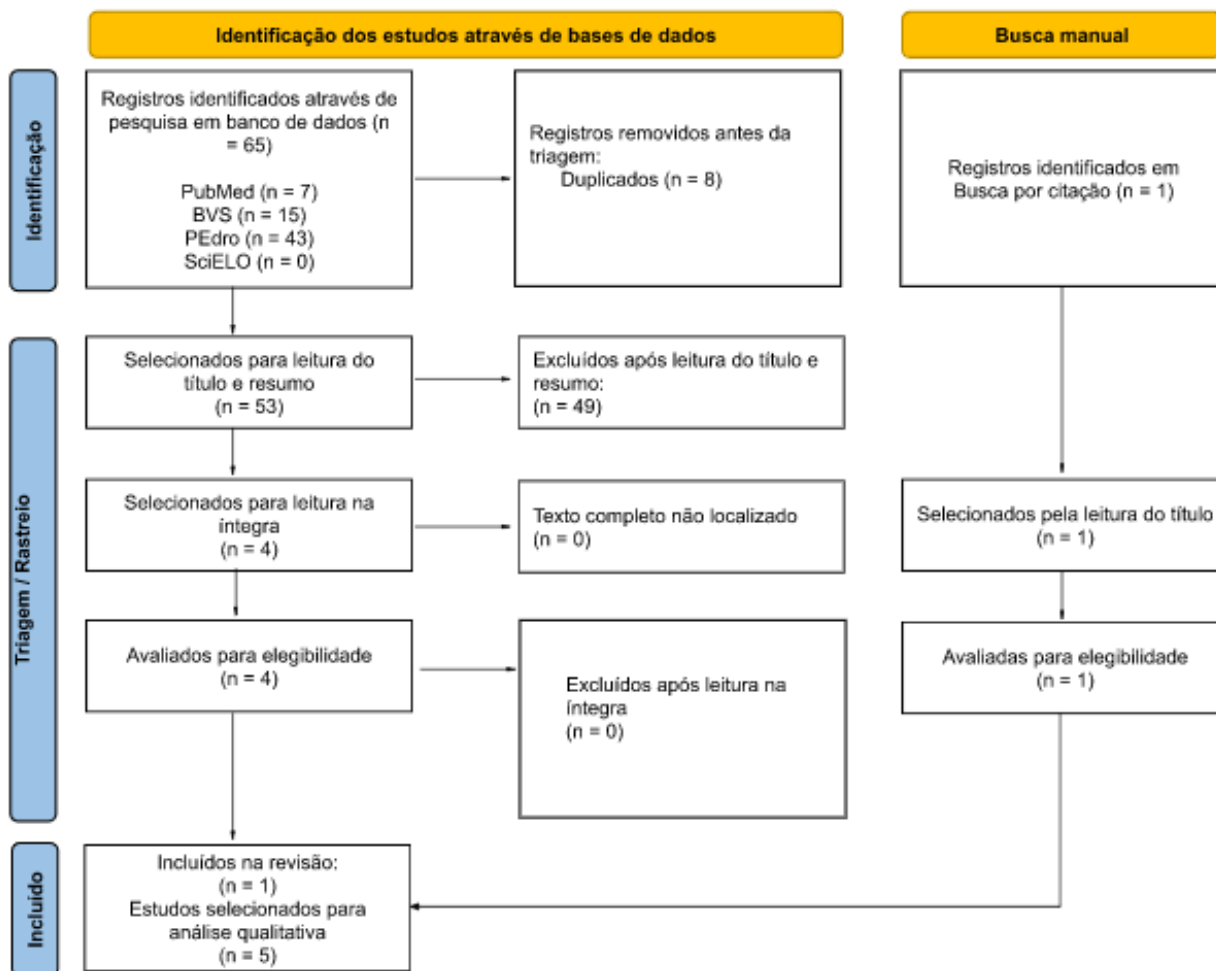 Identificação dos estudos através de bases de dados
Busca manual
Identificação
Registros identificados através de
pesquisa em banco de dados (n
= 65)
PubMed (n = 7)
BVS (n = 15)
PEdro (n = 43)
SciELO (n = 0)
Registros removidos antes da
triagem:
Duplicados (n = 8)
Registros identificados em
Busca por citação (n = 1)
Triagem / Rastreio
Selecionados para leitura do
título e resumo
(n = 53)
Excluídos após leitura do título e
resumo:
(n = 49)
Selecionados para leitura na
íntegra
(n = 4)
Texto completo não localizado
(n = 0)
Selecionados pela leitura do título
(n = 1)
Avaliados para elegibilidade
(n = 4)
Excluídos após leitura na
íntegra
(n = 0)
Avaliadas para elegibilidade
(n = 1)
Incluído
Incluídos na revisão:
(n = 1)
Estudos selecionados para
análise qualitativa
(n = 5)